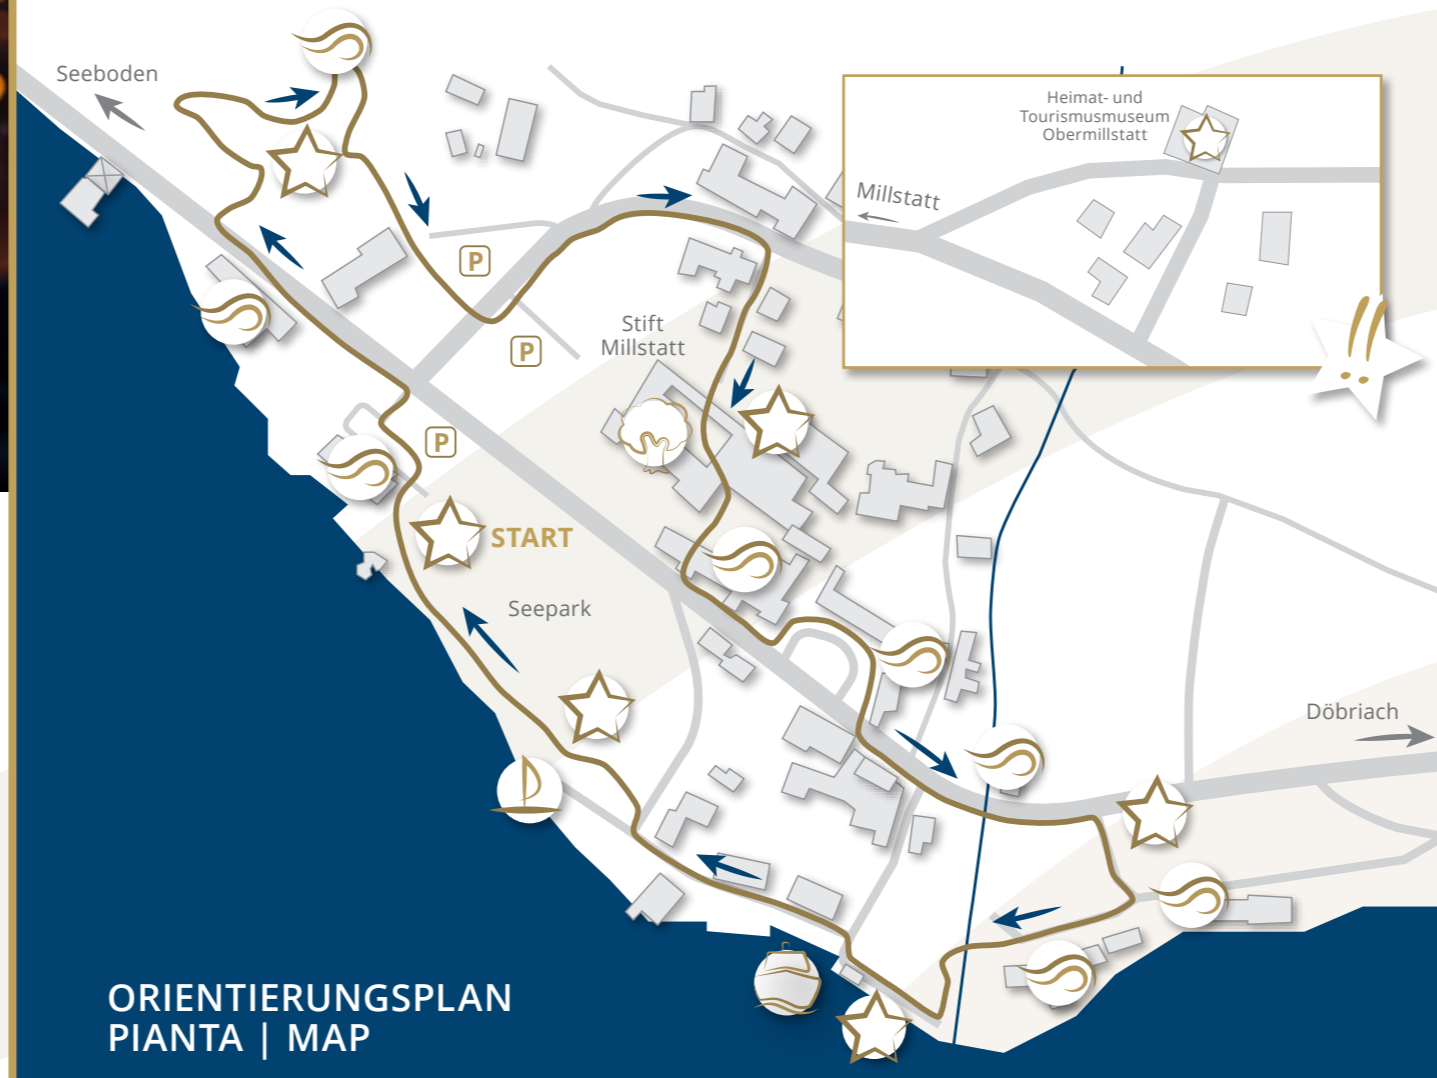 Seeboden
Heimat- und
Tourismusmuseum
Obermillstatt
Millstatt
P
Stift
Millstatt
P
P
START
Seepark
Döbriach
ORIENTIERUNGSPLAN
PIANTA | MAP